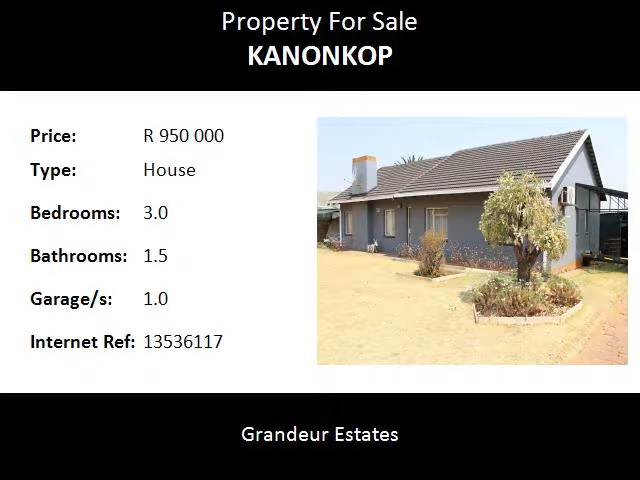 Property For Sale
KANONKOP
Price: R 950 000
Type: House
Bedrooms: 3.0
Bathrooms: 1.5
Garage/s: 1.0
Internet Ref: 13536117
Grandeur Estates